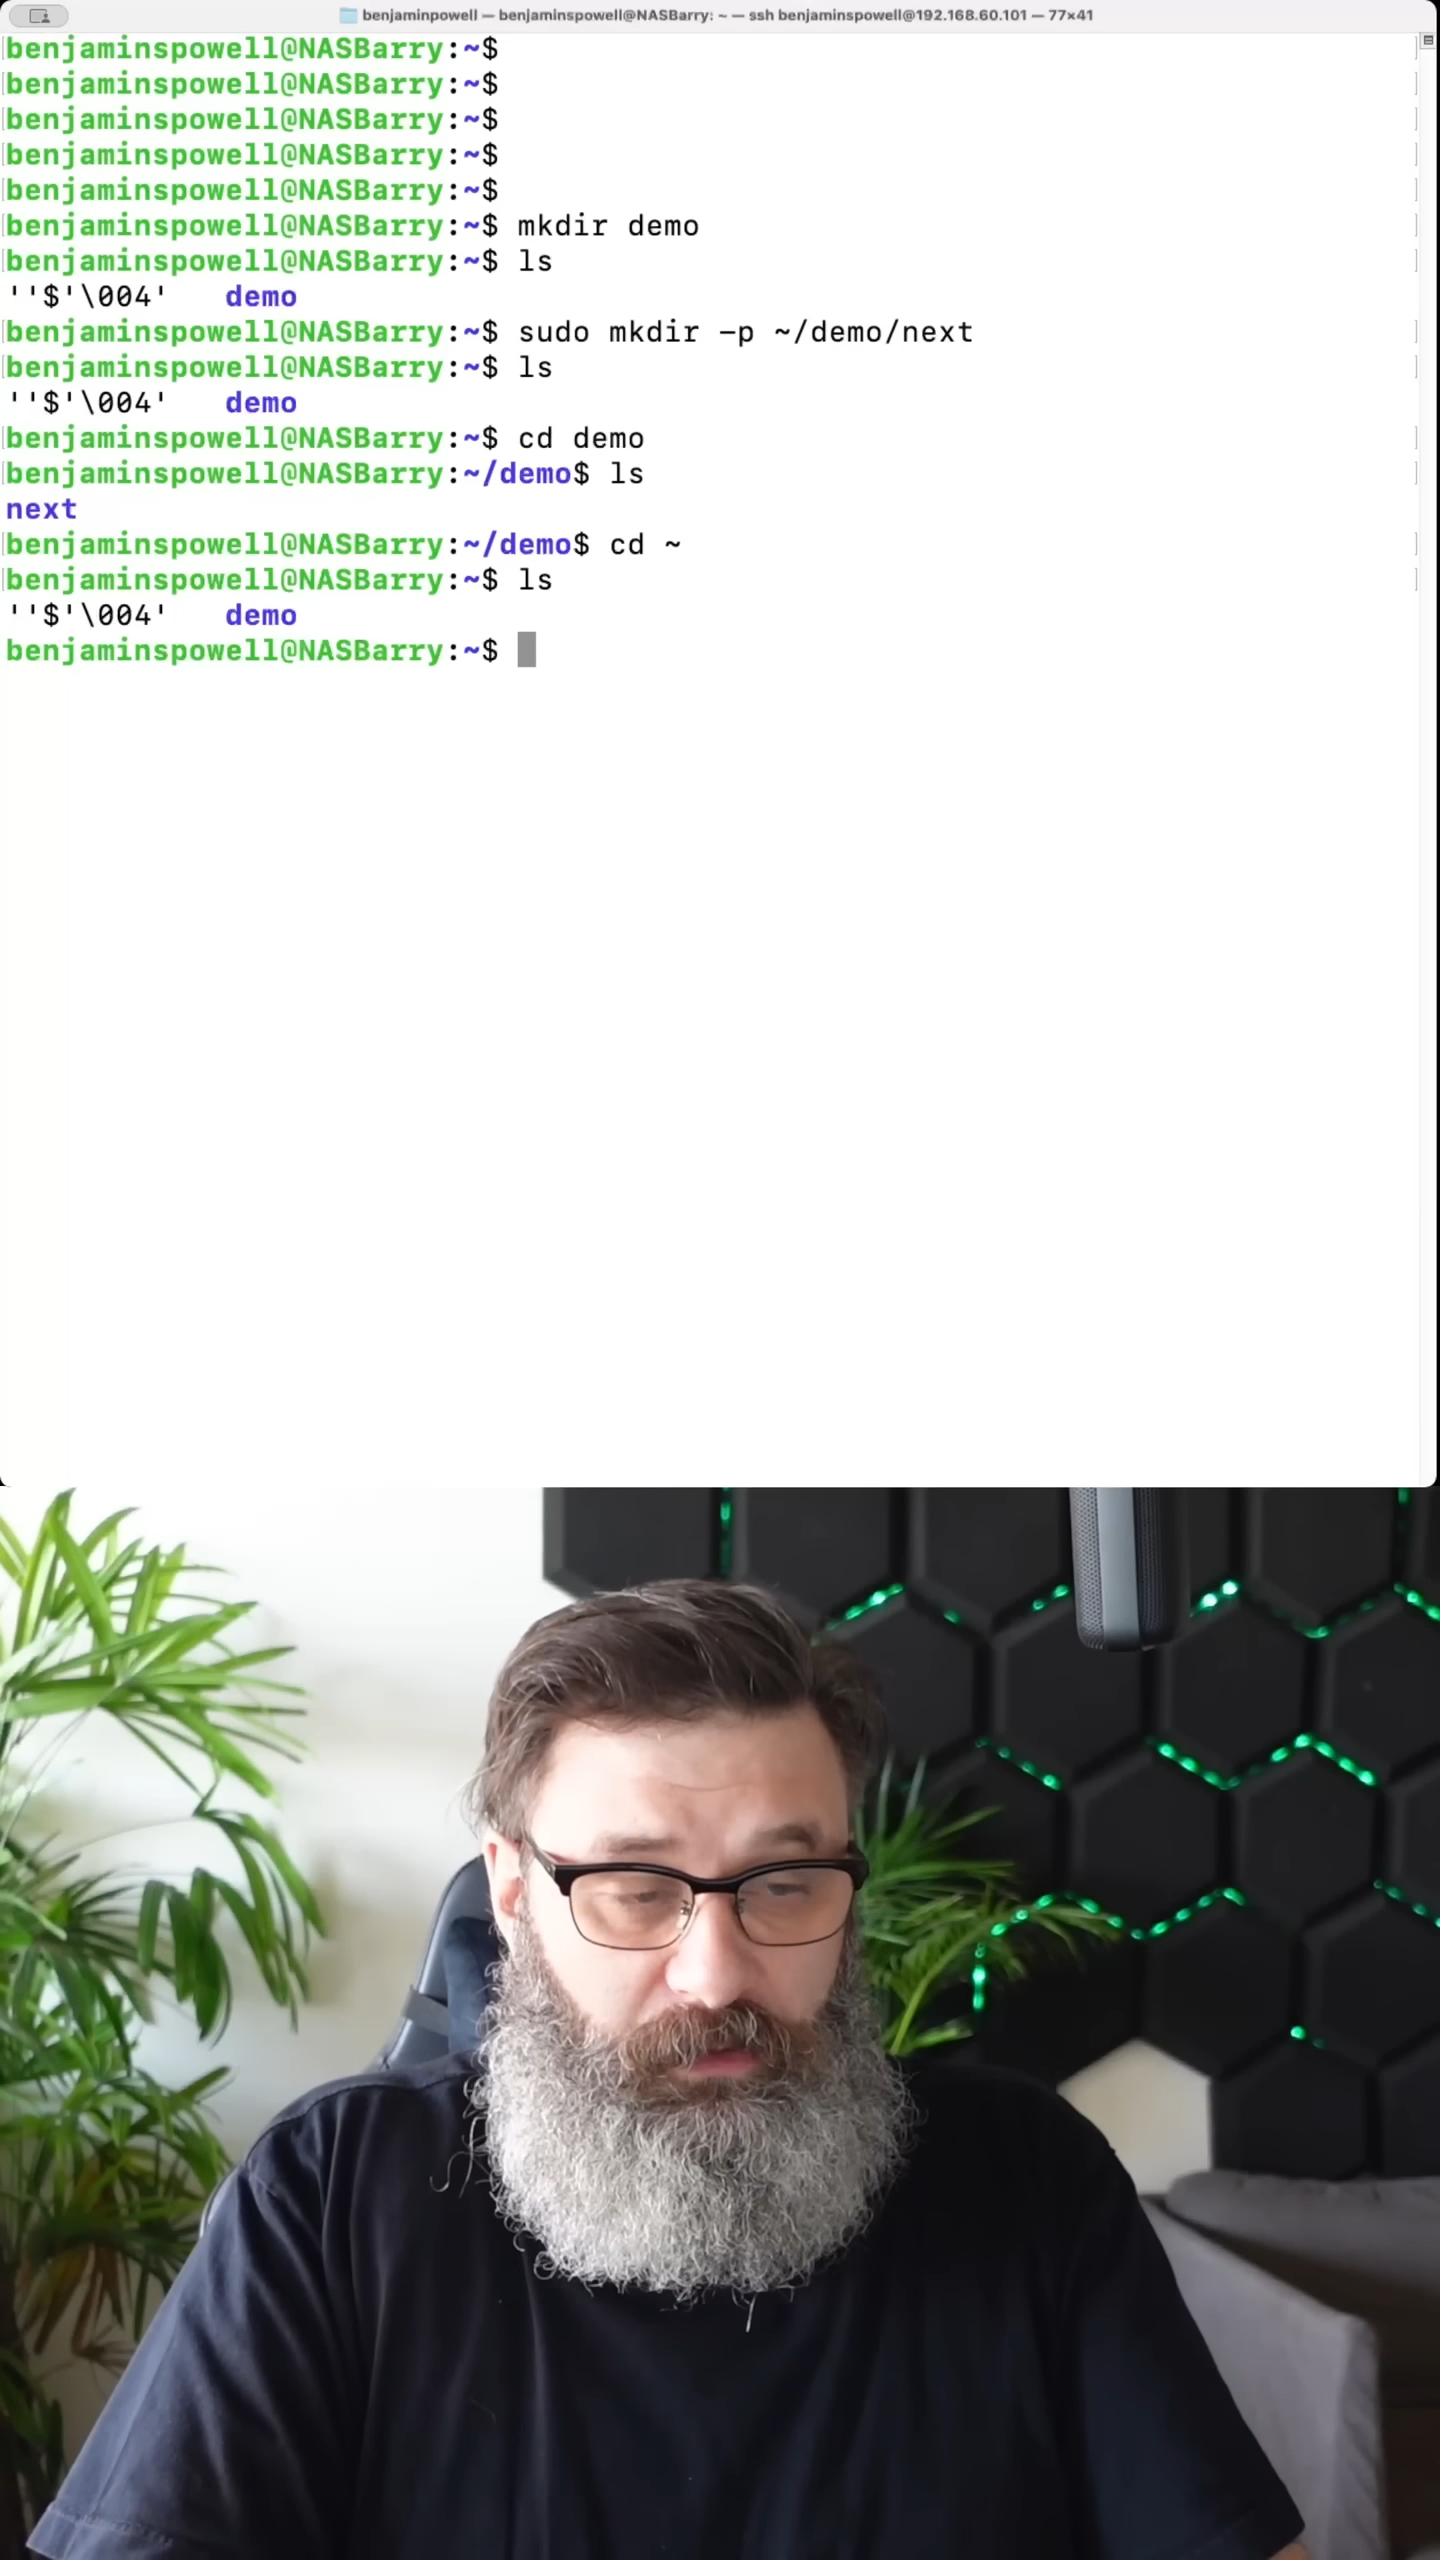 benjaminpowell — benjaminspowell@NASBarry: ~ — ssh benjaminspowell@192.168.60.101 — 77×41
benjaminspowell@NASBarry:~$
benjaminspowell@NASBarry:~$
benjaminspowell@NASBarry:~$
benjaminspowell@NASBarry:~$
benjaminspowell@NASBarry:~$
benjaminspowell@NASBarry:~$ mkdir demo
benjaminspowell@NASBarry:~$ ls
''$'\004'   demo
benjaminspowell@NASBarry:~$ sudo mkdir -p ~/demo/next
benjaminspowell@NASBarry:~$ ls
''$'\004'   demo
benjaminspowell@NASBarry:~$ cd demo
benjaminspowell@NASBarry:~/demo$ ls
next
benjaminspowell@NASBarry:~/demo$ cd ~
benjaminspowell@NASBarry:~$ ls
''$'\004'   demo
benjaminspowell@NASBarry:~$